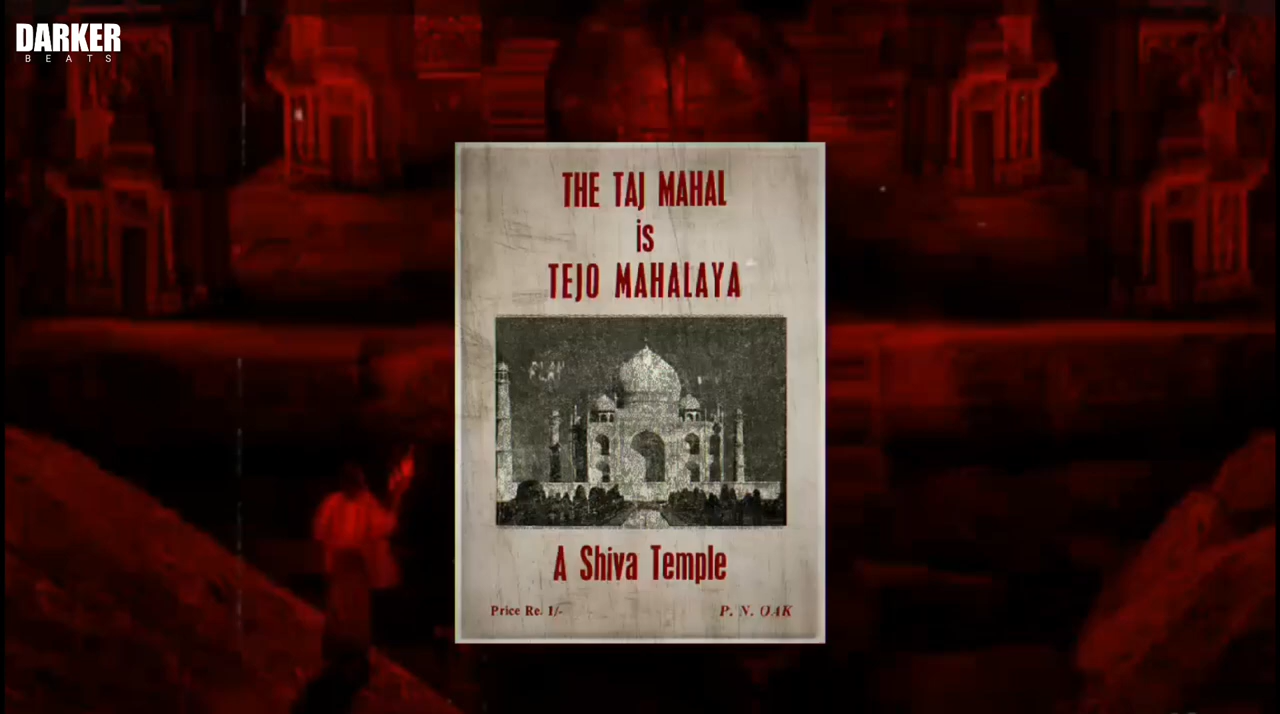 DARKER
BEATS
THE TAJ MAHAL
is
TEJO MAHALAYA
A Shiva Temple
Price Re. 1/-
P. N. OAK